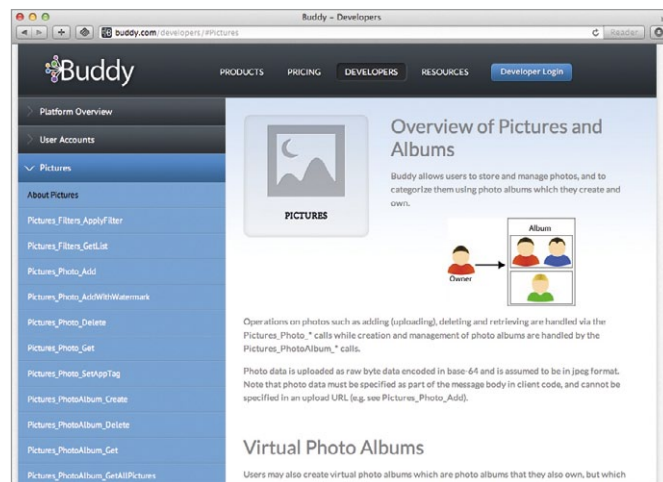 Buddy – Developers
buddy.com/developers/#Pictures
Reader
Buddy
PRODUCTS PRICING DEVELOPERS RESOURCES Developer Login
Platform Overview
User Accounts
Pictures
About Pictures
Pictures_Filters_ApplyFilter
Pictures_Filters_GetList
Pictures_Photo_Add
Pictures_Photo_AddWithWatermark
Pictures_Photo_Delete
Pictures_Photo_Get
Pictures_Photo_SetAppTag
Pictures_PhotoAlbum_Create
Pictures_PhotoAlbum_Delete
Pictures_PhotoAlbum_Get
Pictures_PhotoAlbum_GetAllPictures
PICTURES
Overview of Pictures and
Albums
Buddy allows users to store and manage photos, and to
categorize them using photo albums which they create and
own.
Album
Owner
Operations on photos such as adding (uploading), deleting and retrieving are handled via the
Pictures_Photo_* calls while creation and management of photo albums are handled by the
Pictures_PhotoAlbum_* calls.
Photo data is uploaded as raw byte data encoded in base-64 and is assumed to be in jpeg format.
Note that photo data must be specified as part of the message body in client code, and cannot be
specified in an upload URL (e.g. see Pictures_Photo_Add).
Virtual Photo Albums
Users may also create virtual photo albums which are photo albums that they also own, but which